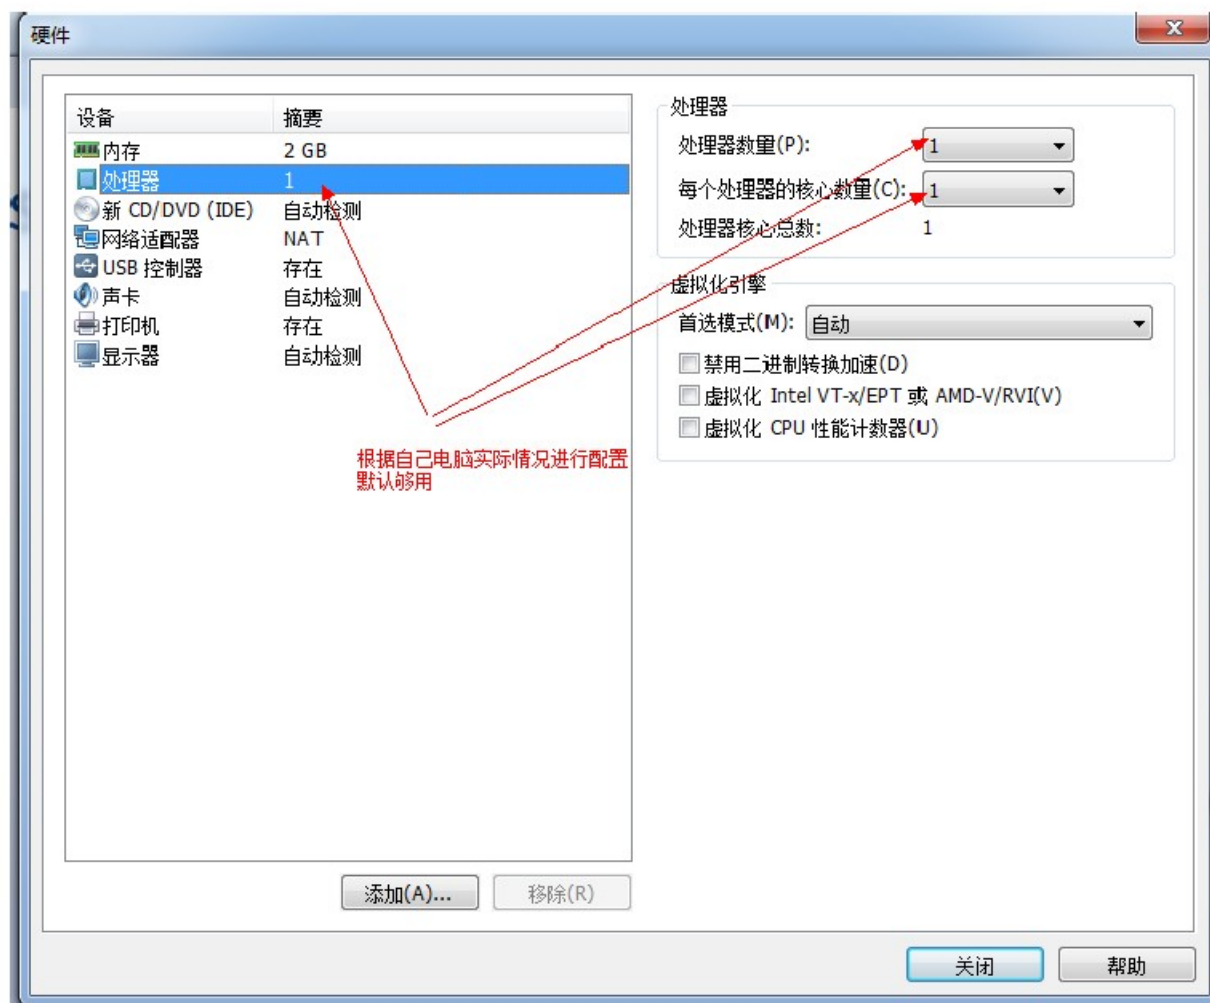 硬件
设备 摘要
内存 2 GB
处理器 1
新 CD/DVD (IDE) 自动检测
网络适配器 NAT
USB 控制器 存在
声卡 自动检测
打印机 存在
显示器 自动检测
根据自己电脑实际情况进行配置
默认够用
添加(A)... 移除(R)
处理器
处理器数量(P): 1
每个处理器的核心数量(C): 1
处理器核心总数: 1
虚拟化引擎
首选模式(M): 自动
禁用二进制转换加速(D)
虚拟化 Intel VT-x/EPT 或 AMD-V/RVI(V)
虚拟化 CPU 性能计数器(U)
关闭 帮助